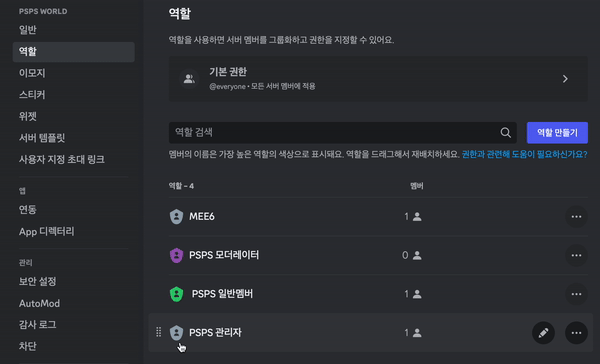 PSPS WORLD
일반
역할
이모지
스티커
위젯
서버 템플릿
사용자 지정 초대 링크
앱
연동
App 디렉터리
관리
보안 설정
AutoMod
감사 로그
차단
역할
역할을 사용하면 서버 멤버를 그룹화하고 권한을 지정할 수 있어요.
기본 권한
@everyone • 모든 서버 멤버에 적용
역할 검색
역할 만들기
멤버의 이름은 가장 높은 역할의 색상으로 표시돼요. 역할을 드래그해서 재배치하세요. 권한과 관련해 도움이 필요하신가요?
역할 – 4 멤버
MEE6 1
PSPS 모더레이터 0
PSPS 일반멤버 1
PSPS 관리자 1